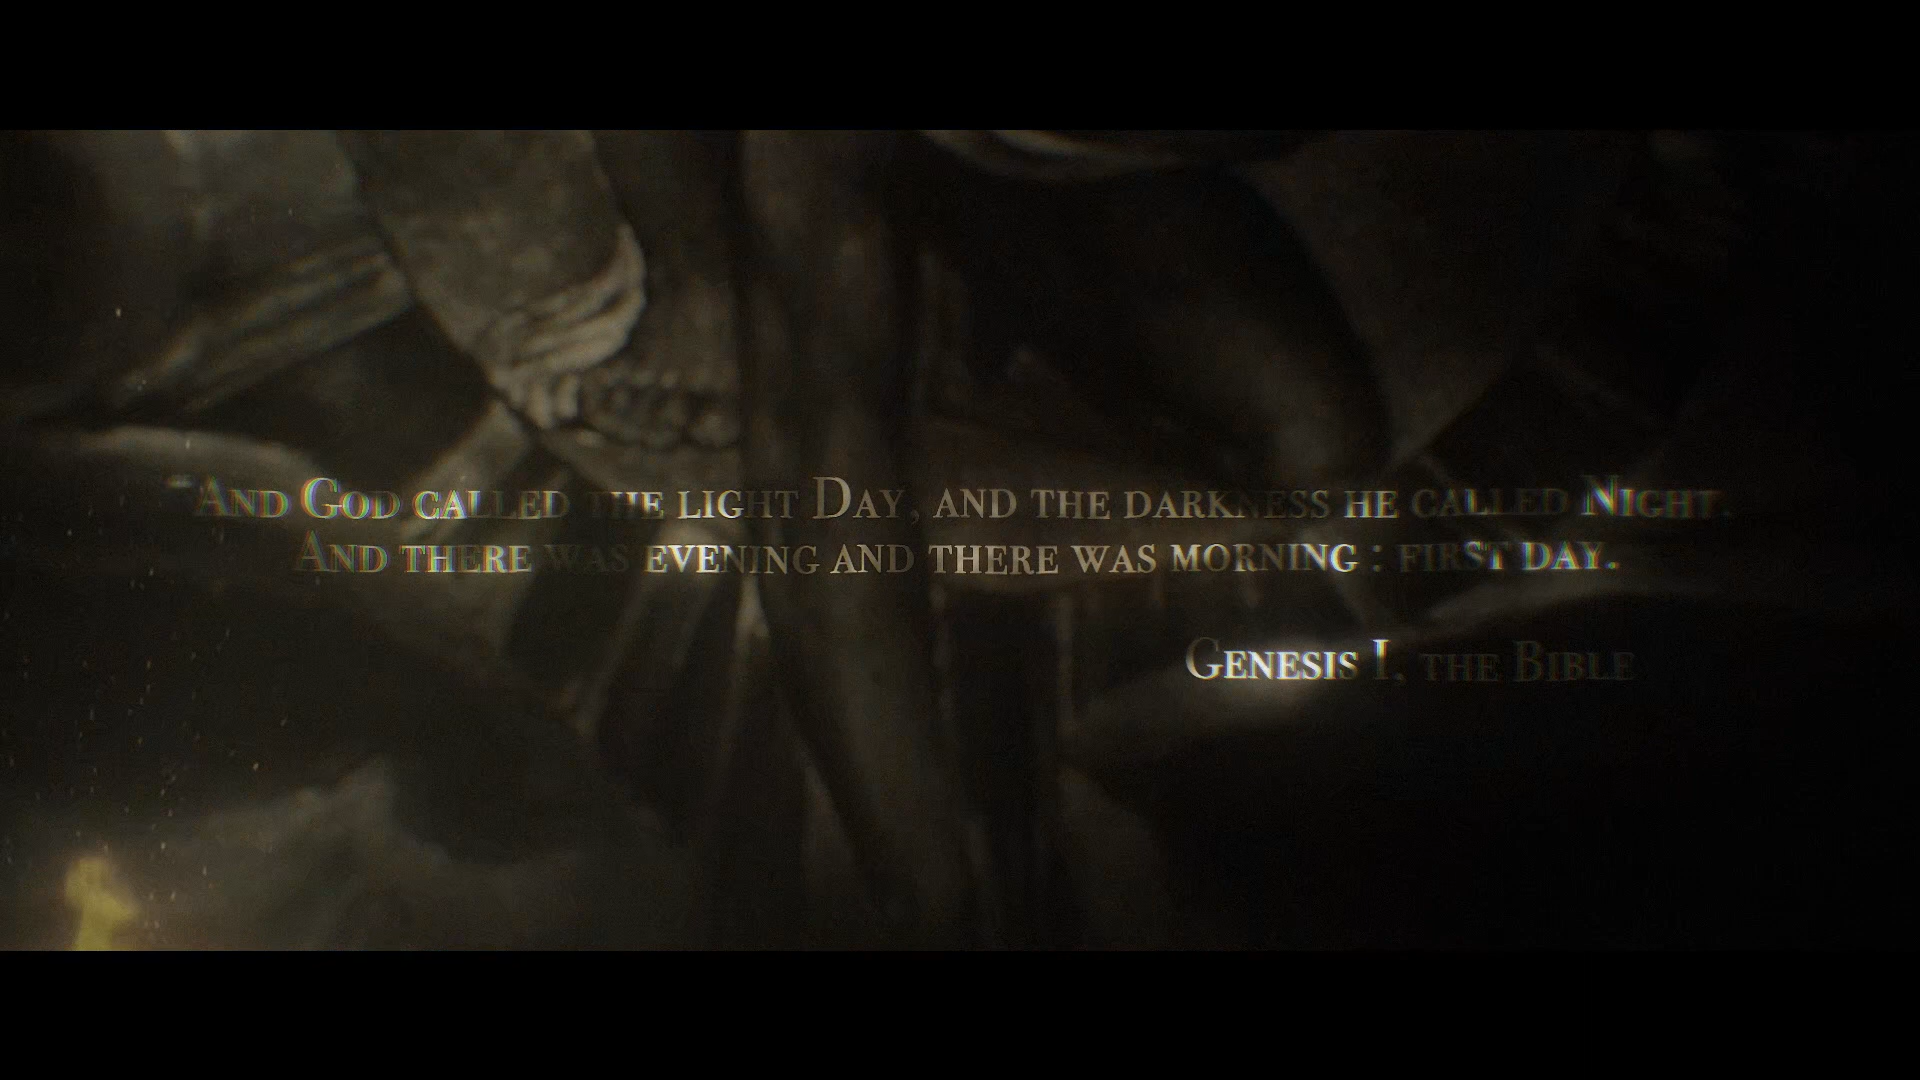 "And God called the light Day, and the darkness he called Night.
And there was evening and there was morning : first day.
Genesis I, the Bible